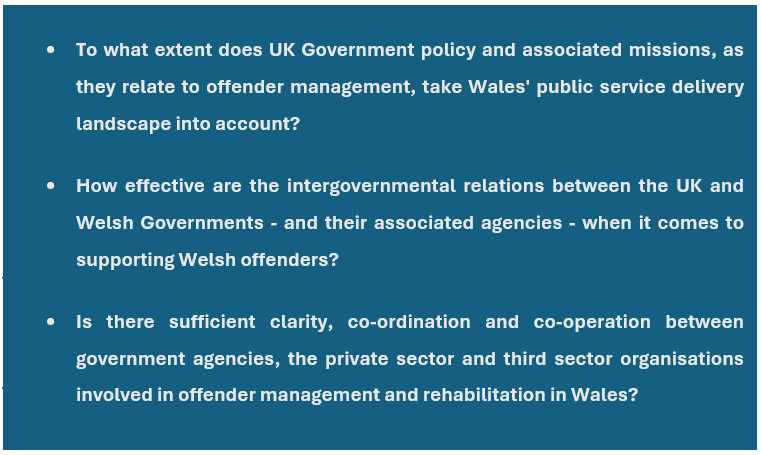 • To what extent does UK Government policy and associated missions, as
they relate to offender management, take Wales' public service delivery
landscape into account?
• How effective are the intergovernmental relations between the UK and
Welsh Governments - and their associated agencies - when it comes to
supporting Welsh offenders?
• Is there sufficient clarity, co-ordination and co-operation between
government agencies, the private sector and third sector organisations
involved in offender management and rehabilitation in Wales?